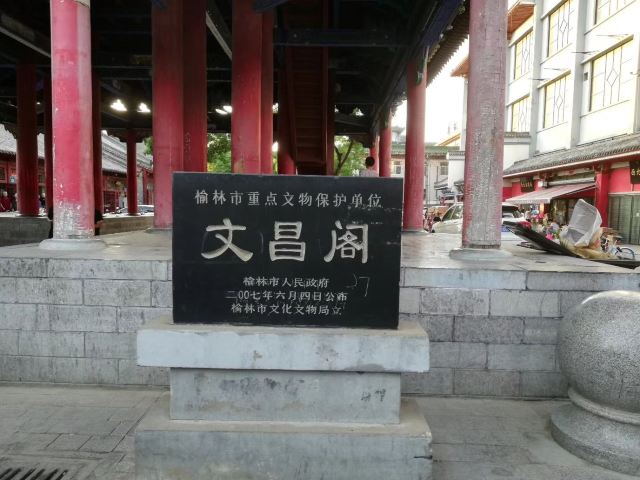 榆林市重点文物保护单位
文昌阁
榆林市人民政府
二〇〇七年六月四日公布
榆林市文化文物局立